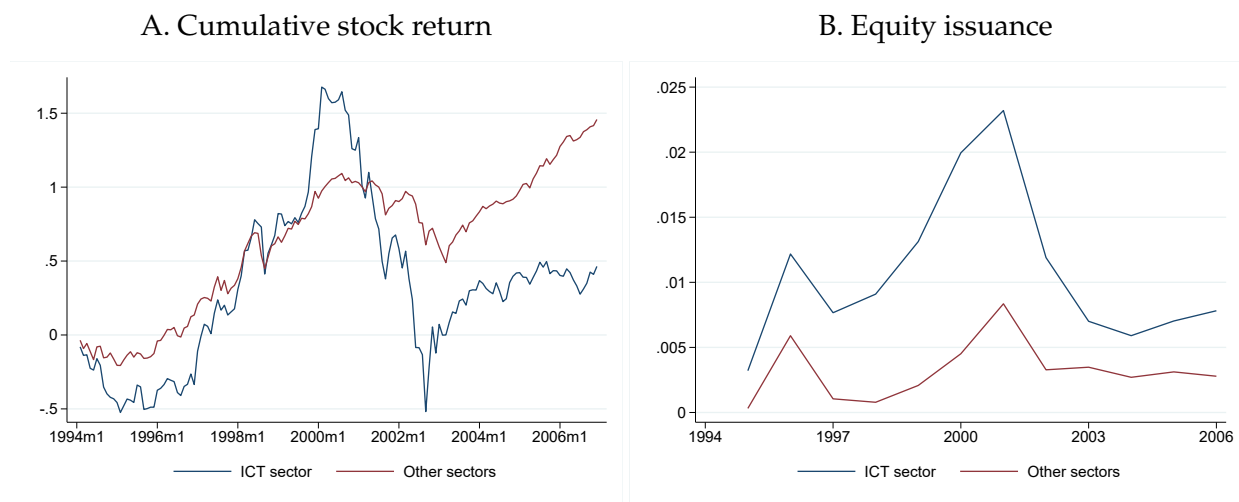 A. Cumulative stock return
1.5
1
.5
0
-.5
1994m1 1996m1 1998m1 2000m1 2002m1 2004m1 2006m1
ICT sector Other sectors
B. Equity issuance
.025
.02
.015
.01
.005
0
1994 1997 2000 2003 2006
ICT sector Other sectors